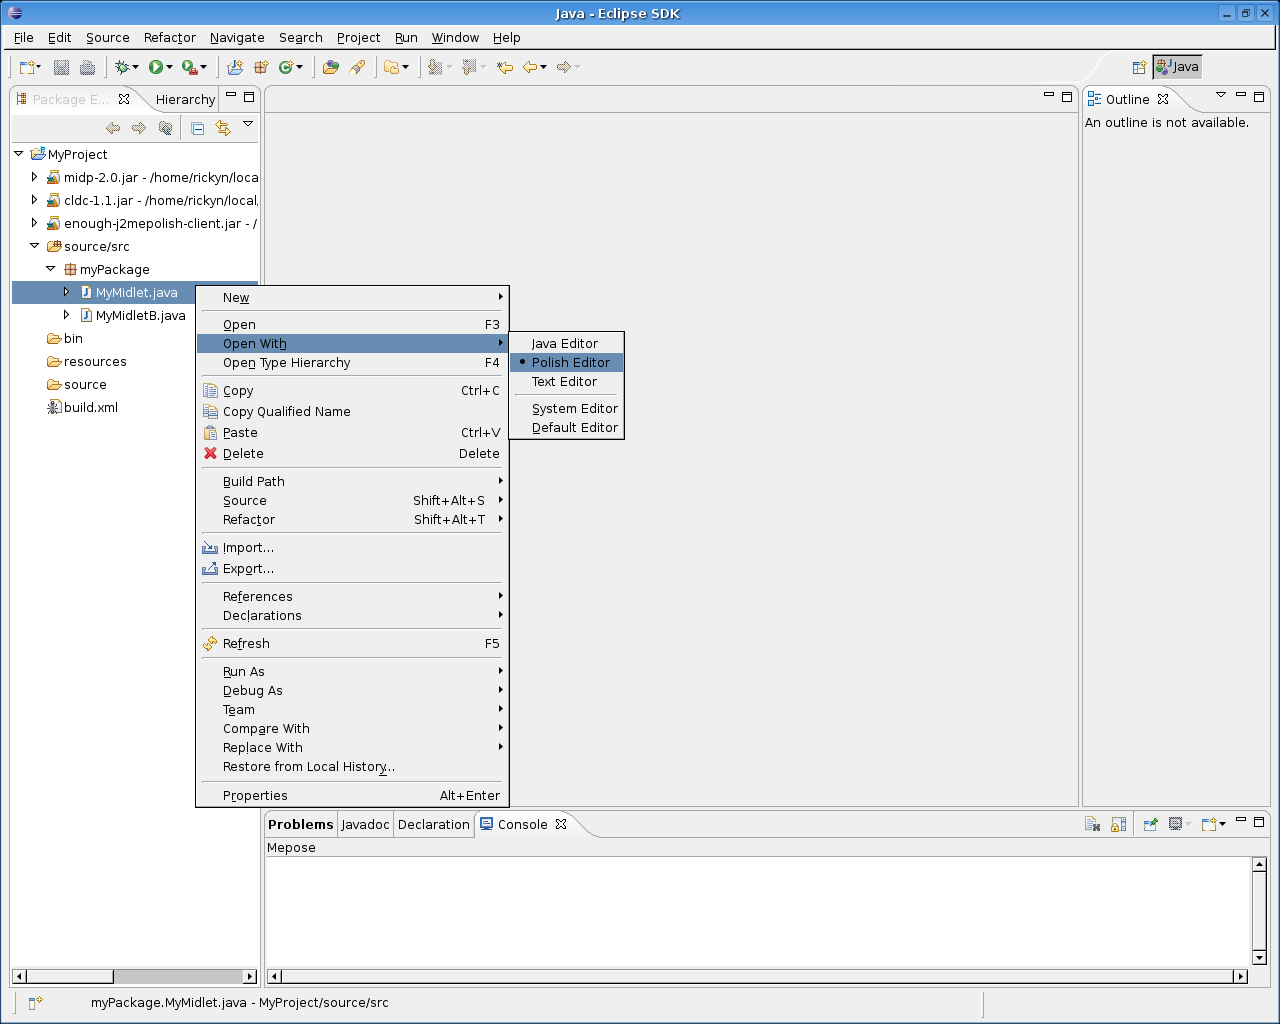 Java - Eclipse SDK
File Edit Source Refactor Navigate Search Project Run Window Help
Java
Package E... Hierarchy
Outline
An outline is not available.
MyProject
midp-2.0.jar - /home/rickyn/loca
cldc-1.1.jar - /home/rickyn/local
enough-j2mepolish-client.jar - /
source/src
myPackage
MyMidlet.java
MyMidletB.java
bin
resources
source
build.xml
New
Open F3
Open With
Open Type Hierarchy F4
Copy Ctrl+C
Copy Qualified Name
Paste Ctrl+V
Delete Delete
Build Path
Source Shift+Alt+S
Refactor Shift+Alt+T
Import...
Export...
References
Declarations
Refresh F5
Run As
Debug As
Team
Compare With
Replace With
Restore from Local History...
Properties Alt+Enter
Java Editor
Polish Editor
Text Editor
System Editor
Default Editor
Problems Javadoc Declaration Console
Mepose
myPackage.MyMidlet.java - MyProject/source/src